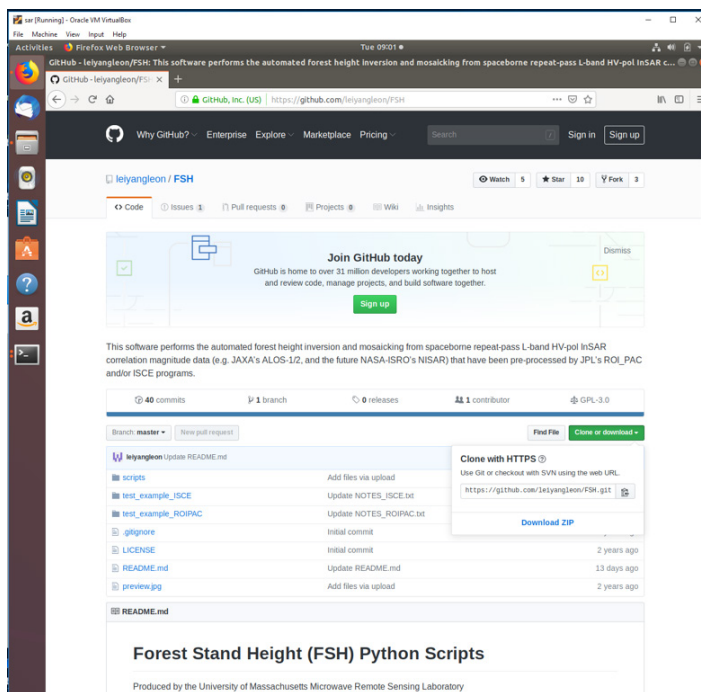 sar [Running] - Oracle VM VirtualBox
File Machine View Input Help
Activities Firefox Web Browser Tue 09:01
GitHub - leiyangleon/FSH: This software performs the automated forest height inversion and mosaicking from spaceborne repeat-pass L-band HV-pol InSAR c...
GitHub - leiyangleon/FS
GitHub, Inc. (US) https://github.com/leiyangleon/FSH
Why GitHub? Enterprise Explore Marketplace Pricing Search / Sign in Sign up
leiyangleon / FSH Watch 5 Star 10 Fork 3
Code Issues 1 Pull requests 0 Projects 0 Wiki Insights
Join GitHub today Dismiss
GitHub is home to over 31 million developers working together to host
and review code, manage projects, and build software together.
Sign up
This software performs the automated forest height inversion and mosaicking from spaceborne repeat-pass L-band HV-pol InSAR
correlation magnitude data (e.g. JAXA's ALOS-1/2, and the future NASA-ISRO's NISAR) that have been pre-processed by JPL's ROI_PAC
and/or ISCE programs.
40 commits 1 branch 0 releases 1 contributor GPL-3.0
Branch: master New pull request Find File Clone or download
leiyangleon Update README.md
Clone with HTTPS
Use Git or checkout with SVN using the web URL.
https://github.com/leiyangleon/FSH.git
Download ZIP
scripts Add files via upload
test_example_ISCE Update NOTES_ISCE.txt
test_example_ROIPAC Update NOTES_ROIPAC.txt
.gitignore Initial commit
LICENSE Initial commit 2 years ago
README.md Update README.md 13 days ago
preview.jpg Add files via upload 2 years ago
README.md
Forest Stand Height (FSH) Python Scripts
Produced by the University of Massachusetts Microwave Remote Sensing Laboratory